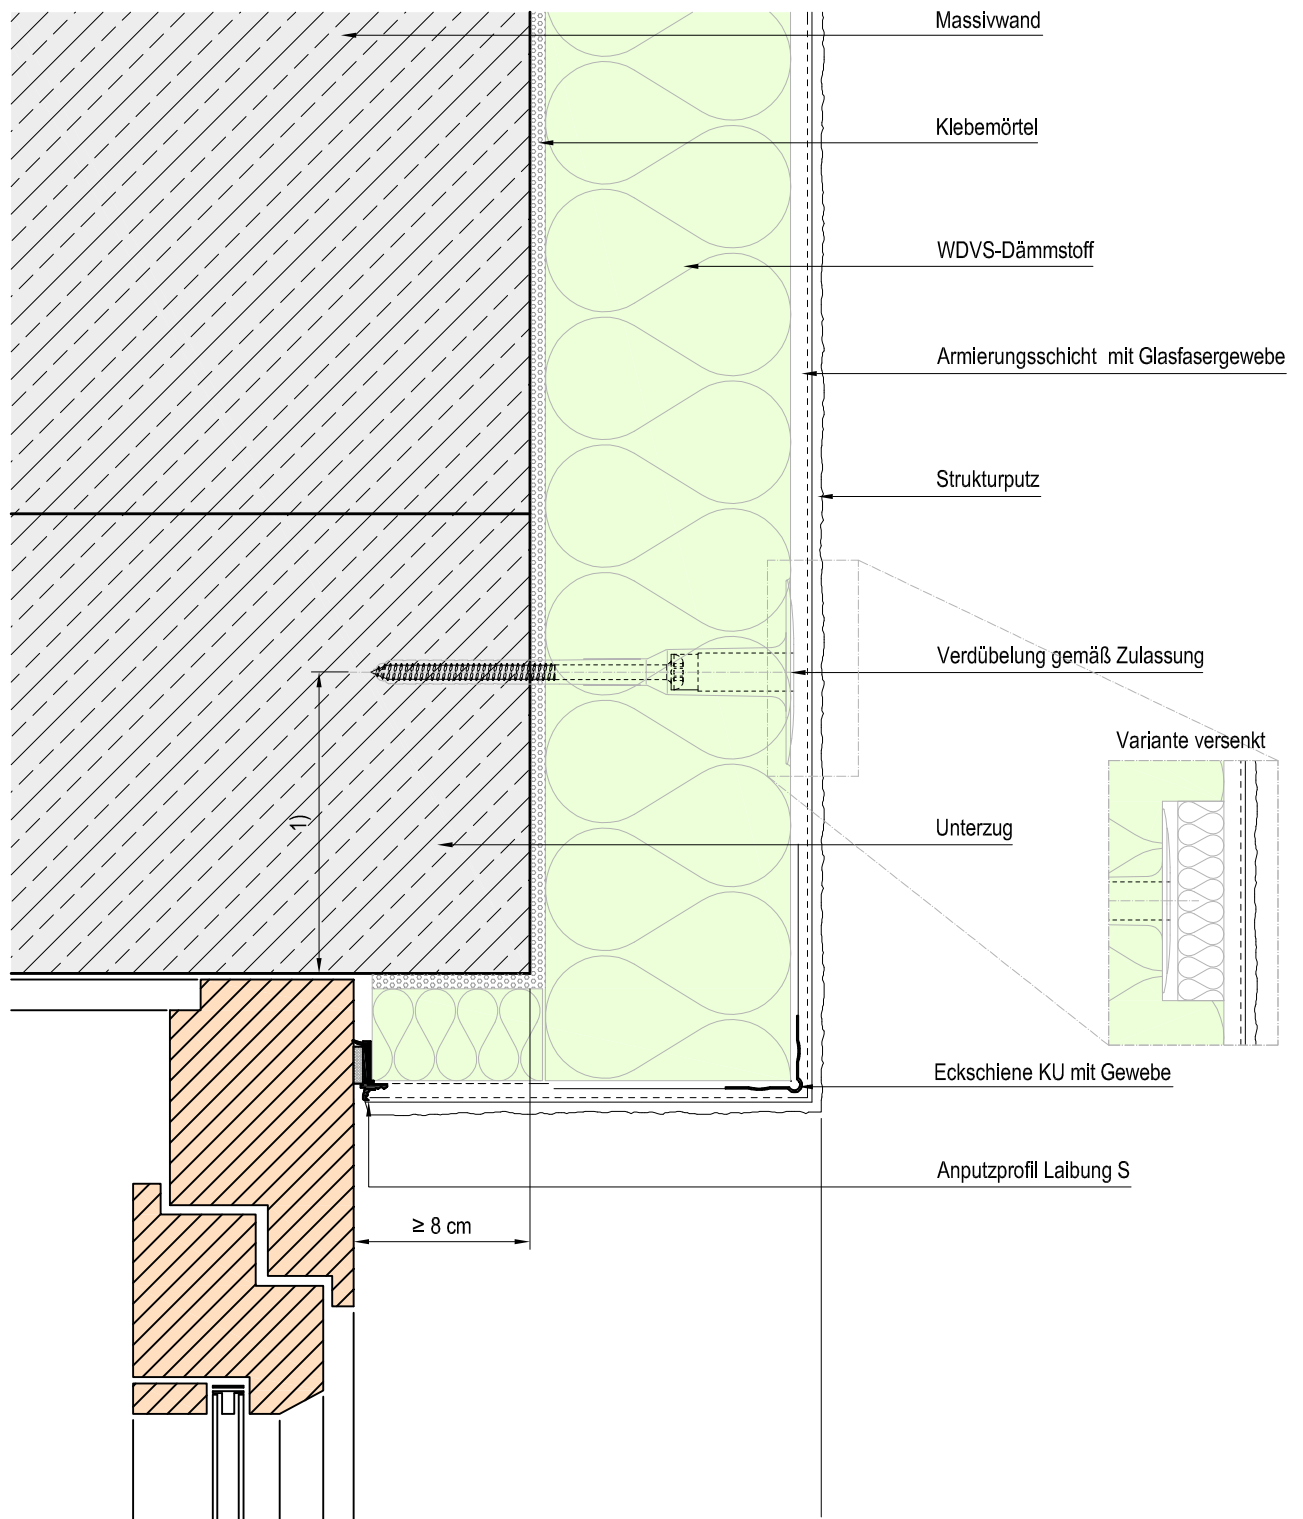 Massivwand
Klebemörtel
WDVS-Dämmstoff
Armierungsschicht mit Glasfasergewebe
Strukturputz
Verdübelung gemäß Zulassung
Variante versenkt
1)
Unterzug
Eckschiene KU mit Gewebe
Anputzprofil Laibung S
≥ 8 cm